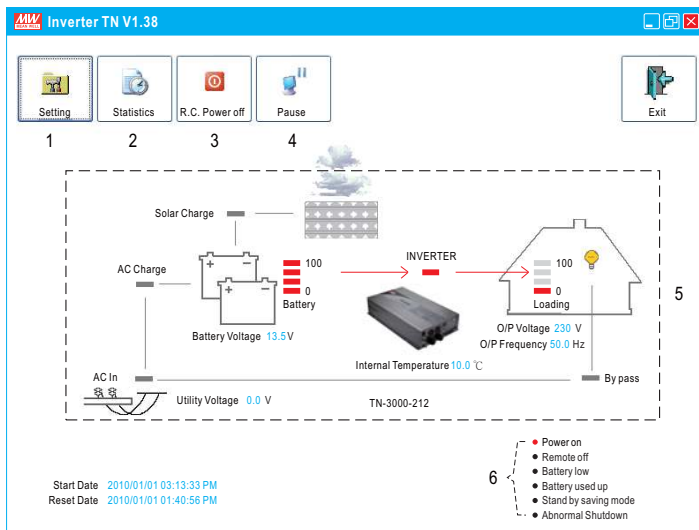 MW MEAN WELL Inverter TN V1.38
Setting Statistics R.C. Power off Pause Exit
1 2 3 4
Solar Charge
AC Charge
+ - + -
100
0
Battery
INVERTER
100
0
Loading
5
Battery Voltage 13.5 V
O/P Voltage 230 V
O/P Frequency 50.0 Hz
Internal Temperature 10.0 ℃
AC In
By pass
Utility Voltage 0.0 V
TN-3000-212
6
Power on
Remote off
Battery low
Battery used up
Stand by saving mode
Abnormal Shutdown
Start Date 2010/01/01 03:13:33 PM
Reset Date 2010/01/01 01:40:56 PM